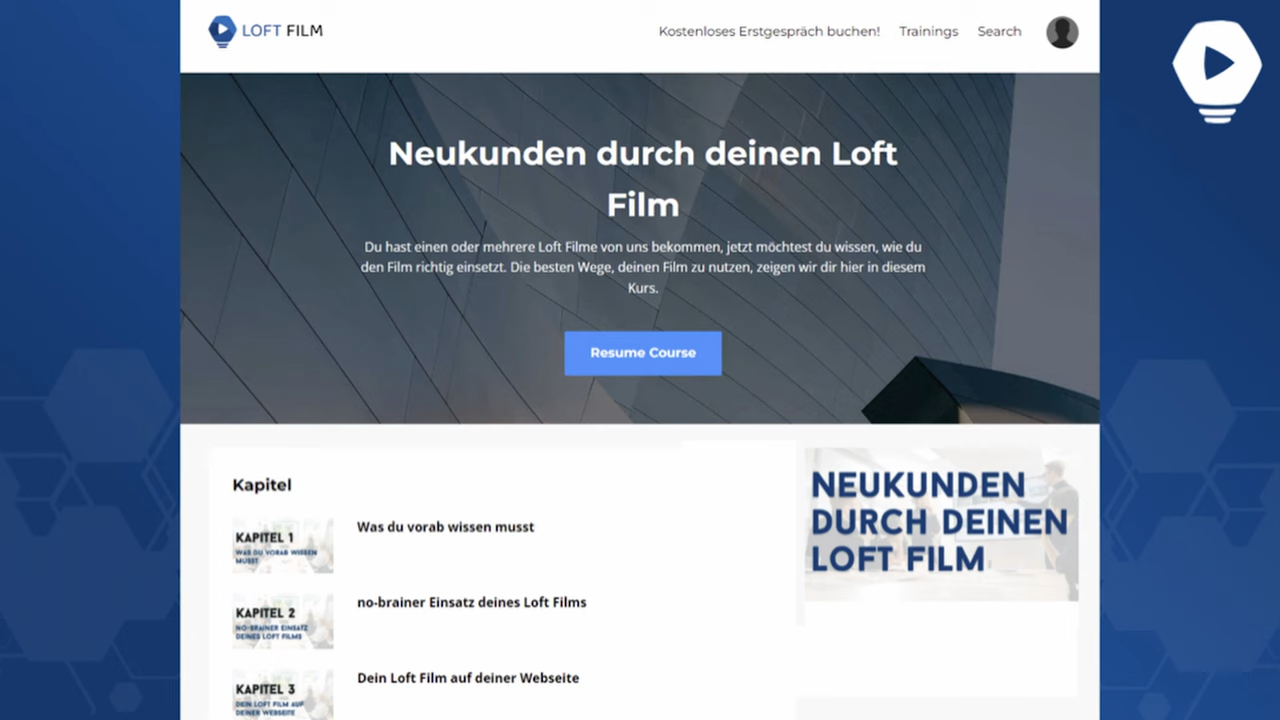 LOFT FILM
Kostenloses Erstgespräch buchen! Trainings Search
Neukunden durch deinen Loft
Film
Du hast einen oder mehrere Loft Filme von uns bekommen, jetzt möchtest du wissen, wie du
den Film richtig einsetzt. Die besten Wege, deinen Film zu nutzen, zeigen wir dir hier in diesem
Kurs.
Resume Course
Kapitel
KAPITEL 1
WAS DU VORAB WISSEN
MUSST
Was du vorab wissen musst
KAPITEL 2
NO-BRAINER EINSATZ
DEINES LOFT FILMS
no-brainer Einsatz deines Loft Films
KAPITEL 3
DEIN LOFT FILM AUF
DEINER WEBSEITE
Dein Loft Film auf deiner Webseite
NEUKUNDEN
DURCH DEINEN
LOFT FILM